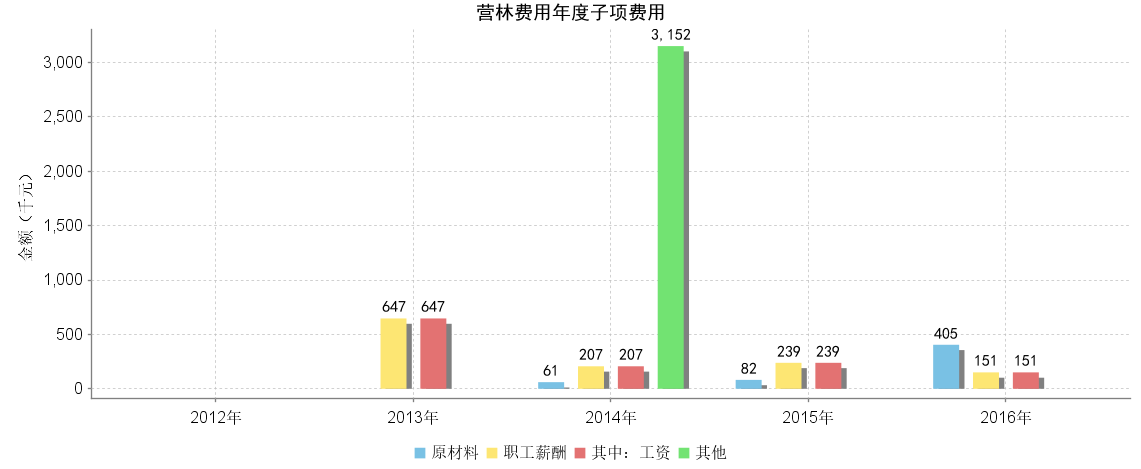 营林费用年度子项费用
金额（千元）
3,000
2,500
2,000
1,500
1,000
500
0
647
647
61
207
207
3,152
82
239
239
405
151
151
2012年
2013年
2014年
2015年
2016年
原材料 职工薪酬 其中：工资 其他